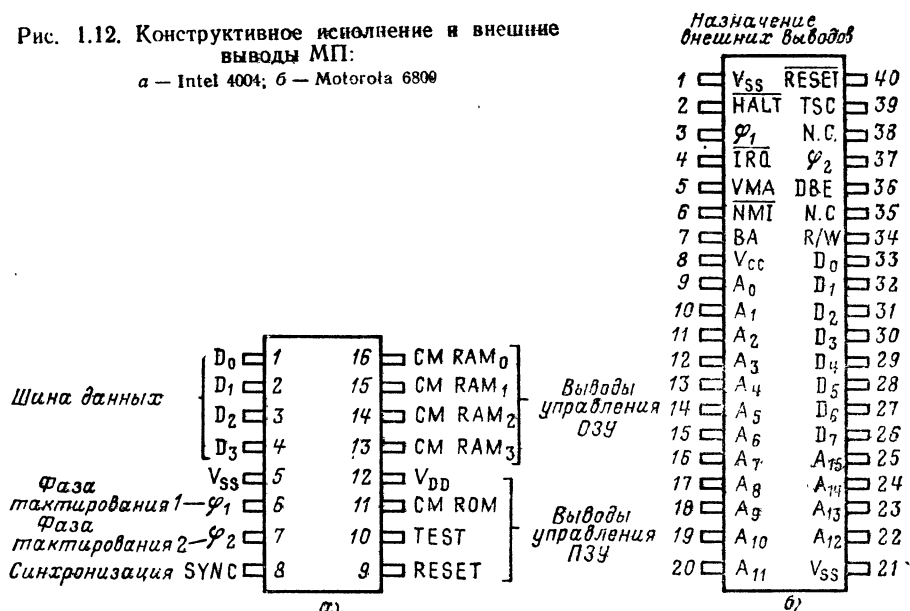 Рис. 1.12. Конструктивное исполнение и внешние
выводы МП:
а — Intel 4004; б — Motorola 6809
Назначение
внешних выводов
1 VSS RESET 40
2 HALT TSC 39
3 φ1 N.C. 38
4 IRQ φ2 37
5 VMA DBE 36
6 NMI N.C 35
7 BA R/W 34
8 VCC D0 33
9 A0 D1 32
10 A1 D2 31
11 A2 D3 30
12 A3 D4 29
13 A4 D5 28
14 A5 D6 27
15 A6 D7 26
16 A7 A15 25
17 A8 A14 24
18 A9 A13 23
19 A10 A12 22
20 A11 VSS 21
б)
Шина данных
D0 1 16 CM RAM0
D1 2 15 CM RAM1
D2 3 14 CM RAM2
D3 4 13 CM RAM3
Выводы
управления
ОЗУ
VSS 5 12 VDD
Фаза
тактирования 1 — φ1 6 11 CM ROM
Фаза
тактирования 2 — φ2 7 10 TEST
Синхронизация SYNC 8 9 RESET
Выводы
управления
ПЗУ
а)